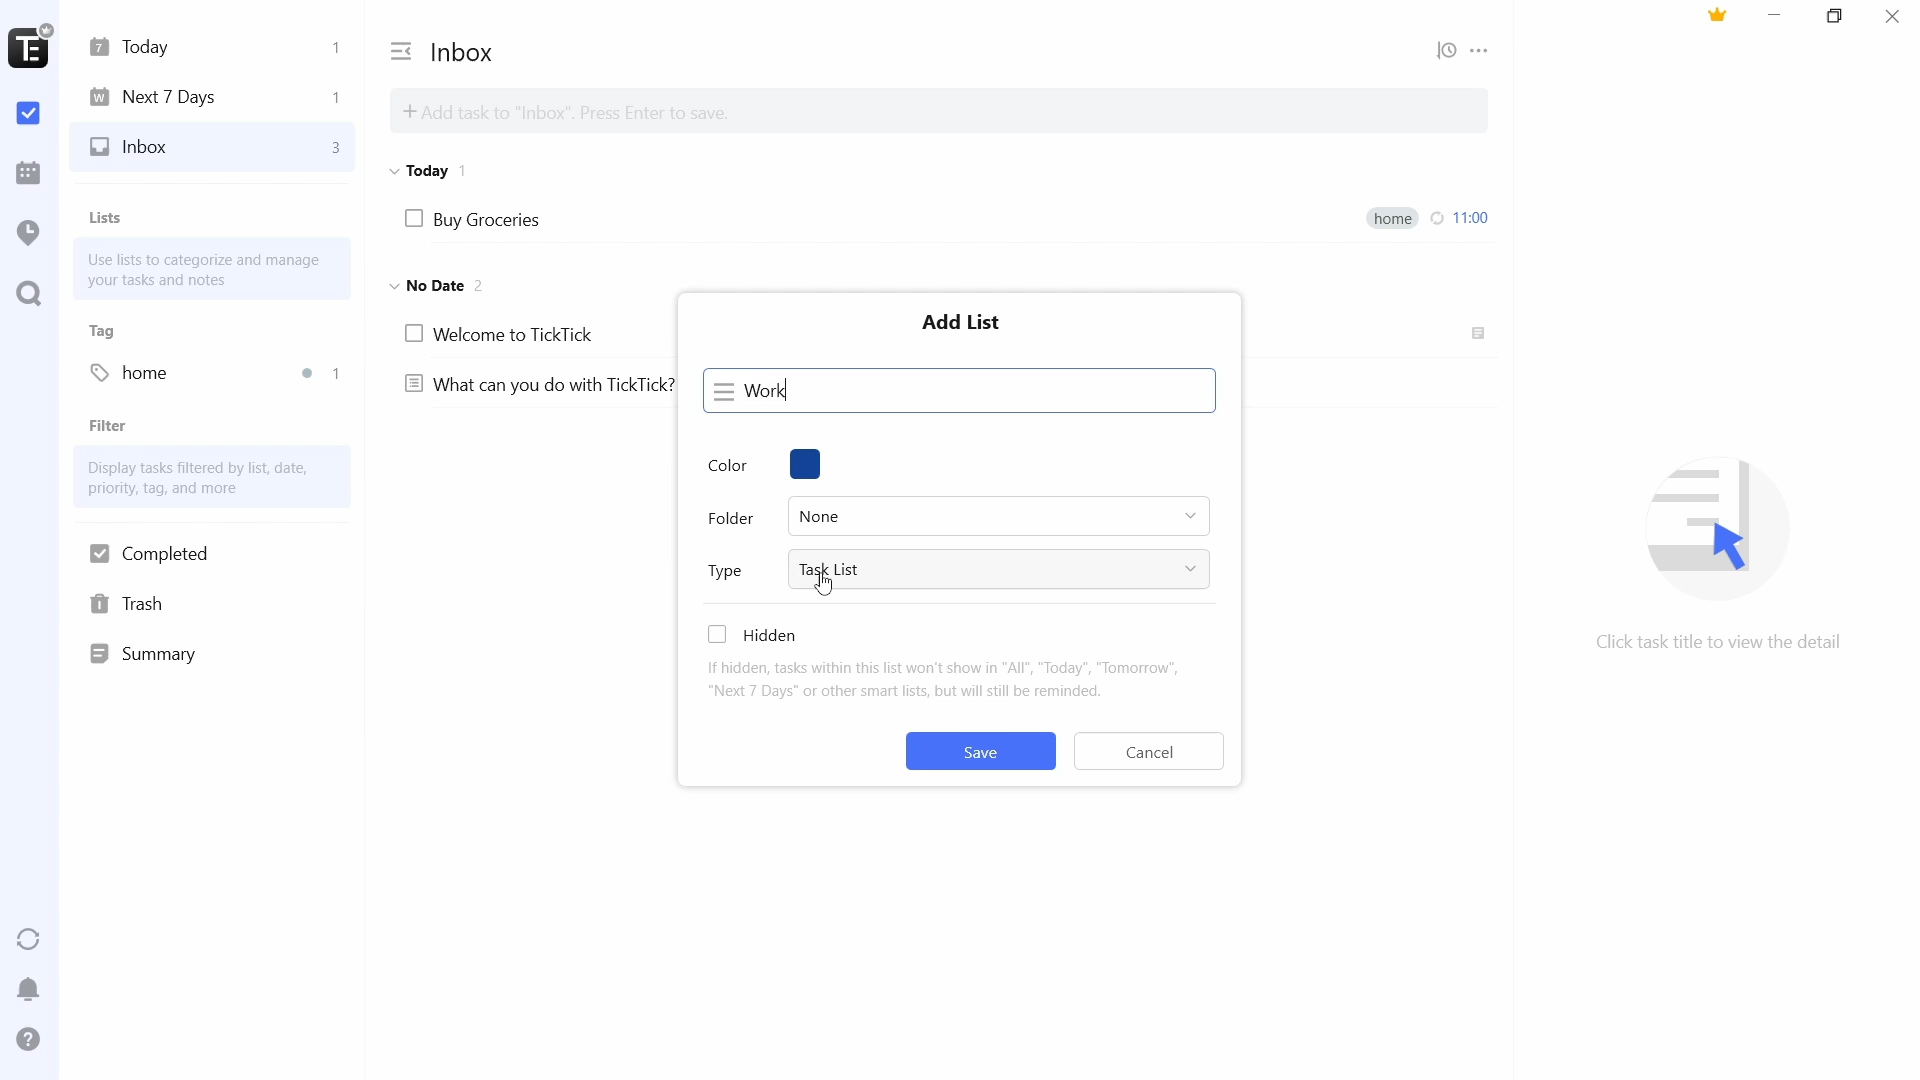 TE
7 Today 1
W Next 7 Days 1
Inbox 3
Lists
Use lists to categorize and manage
your tasks and notes
Tag
home 1
Filter
Display tasks filtered by list, date,
priority, tag, and more
Completed
Trash
Summary
Inbox
+ Add task to "Inbox". Press Enter to save.
Today 1
Buy Groceries home 11:00
No Date 2
Welcome to TickTick
What can you do with TickTick?
Add List
Work
Color
Folder None
Type Task List
Hidden
If hidden, tasks within this list won't show in "All", "Today", "Tomorrow",
"Next 7 Days" or other smart lists, but will still be reminded.
Save Cancel
Click task title to view the detail
?